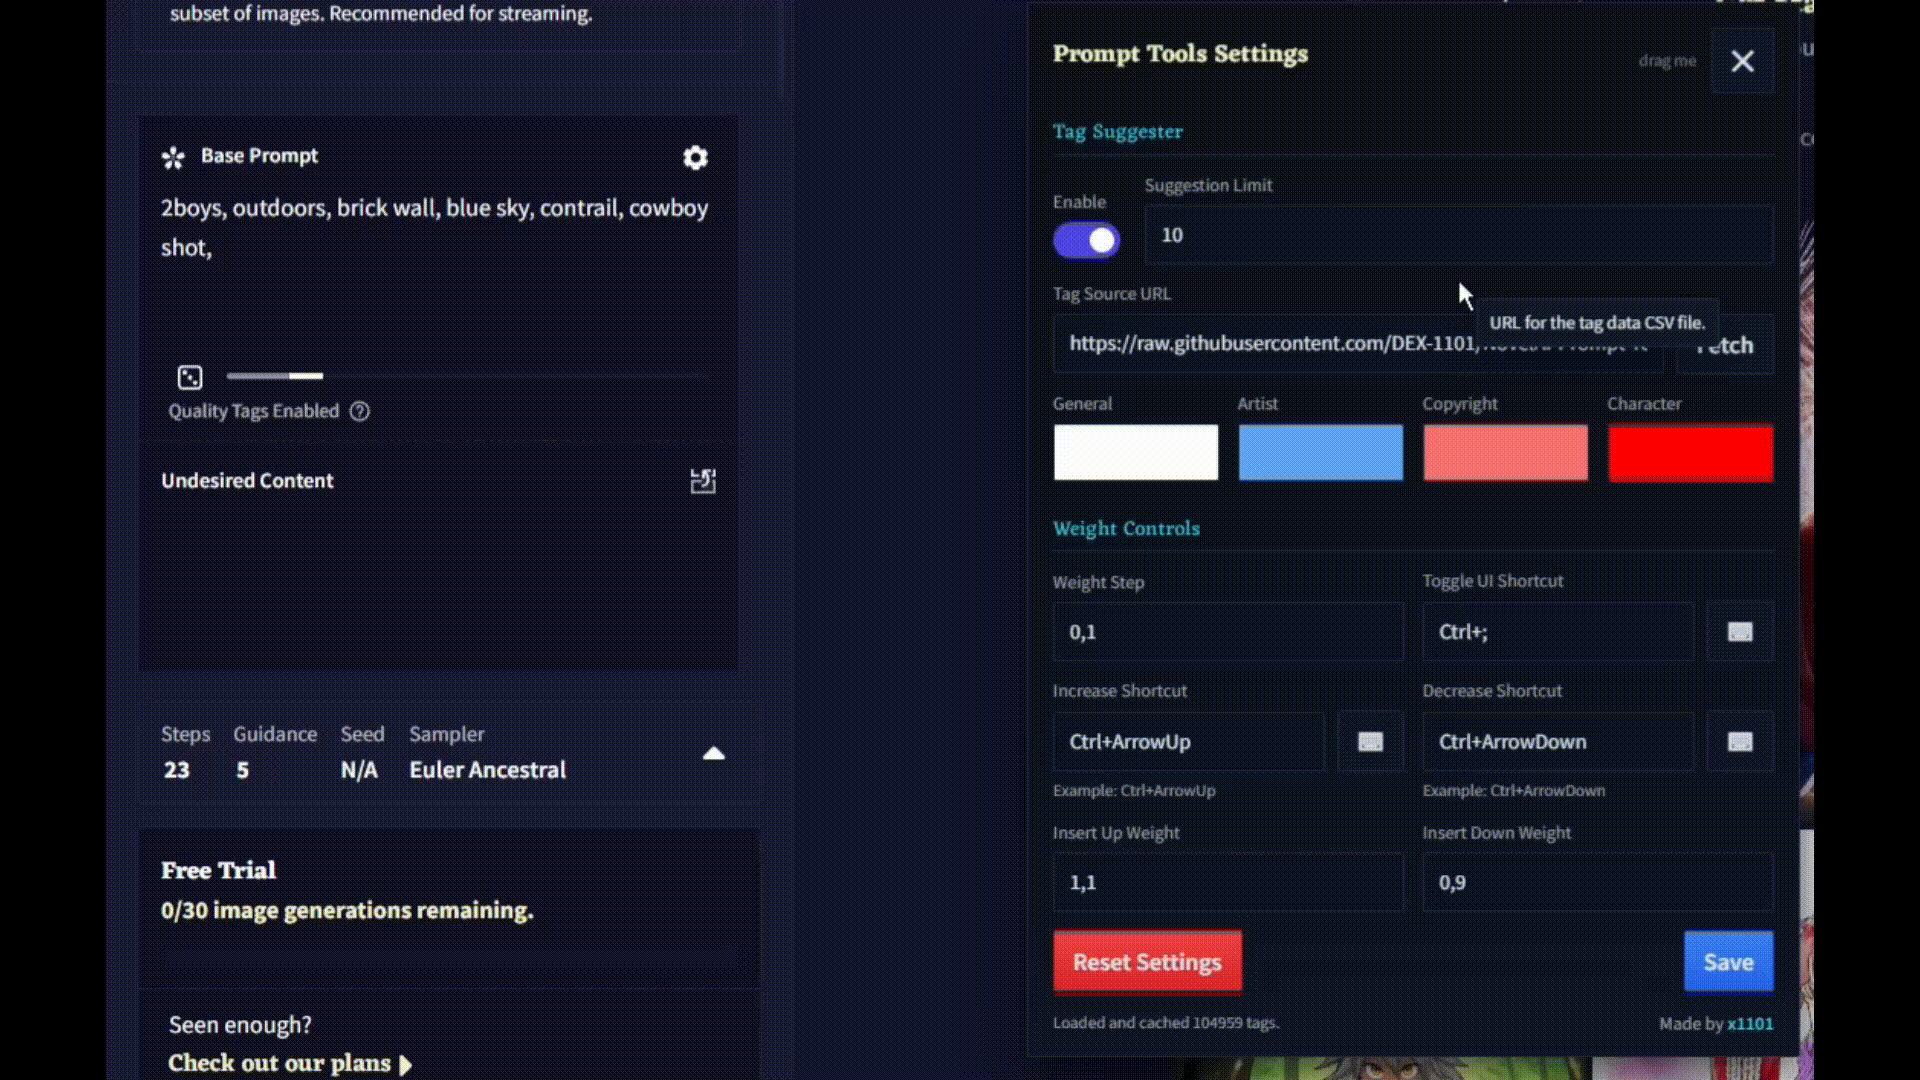 subset of images. Recommended for streaming.
Base Prompt
2boys, outdoors, brick wall, blue sky, contrail, cowboy
shot,
Quality Tags Enabled
Undesired Content
Steps Guidance Seed Sampler
23 5 N/A Euler Ancestral
Free Trial
0/30 image generations remaining.
Seen enough?
Check out our plans
Prompt Tools Settings
drag me
Tag Suggester
Enable
Suggestion Limit
10
Tag Source URL
URL for the tag data CSV file.
https://raw.githubusercontent.com/DEX-1101/
General Artist Copyright Character
Weight Controls
Weight Step
Toggle UI Shortcut
0,1
Ctrl+;
Increase Shortcut
Decrease Shortcut
Ctrl+ArrowUp
Ctrl+ArrowDown
Example: Ctrl+ArrowUp
Example: Ctrl+ArrowDown
Insert Up Weight
Insert Down Weight
1,1
0,9
Reset Settings
Save
Loaded and cached 104959 tags.
Made by x1101